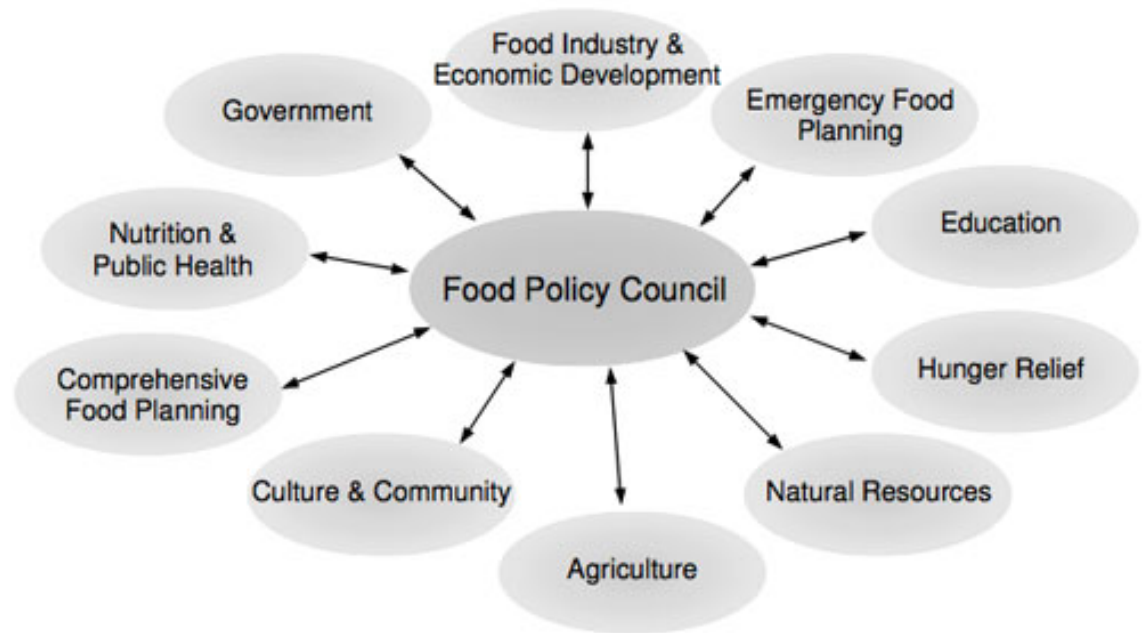 Food Industry &
Economic Development
Government
Emergency Food
Planning
Education
Nutrition &
Public Health
Food Policy Council
Hunger Relief
Comprehensive
Food Planning
Culture & Community
Natural Resources
Agriculture